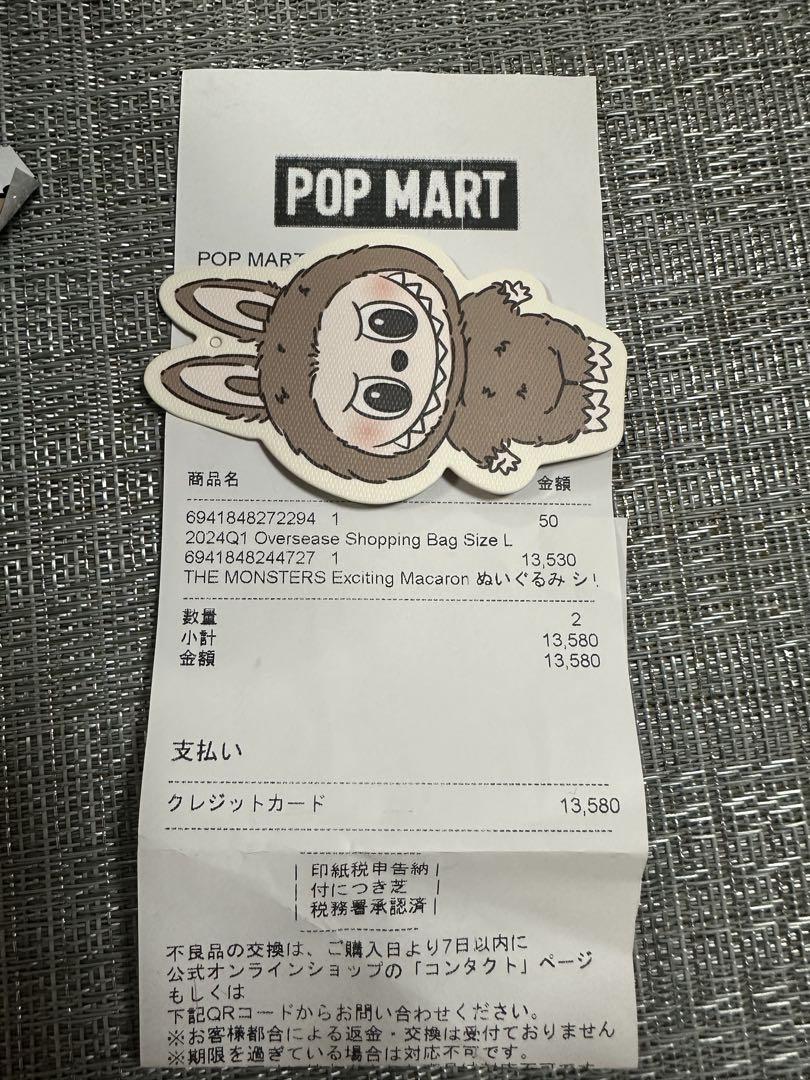 POP MART
POP MART
商品名 金額
6941848272294 1 50
2024Q1 Oversease Shopping Bag Size L
6941848244727 1 13,530
THE MONSTERS Exciting Macaron ぬいぐるみ シ
数量 2
小計 13,580
金額 13,580
支払い
クレジットカード 13,580
印紙税申告納
付につき芝
税務署承認済
不良品の交換は、ご購入日より7日以内に
公式オンラインショップの「コンタクト」ページ
もしくは
下記QRコードからお問い合わせください。
※お客様都合による返金・交換は受付ておりません
※期限を過ぎている場合は対応不可です。